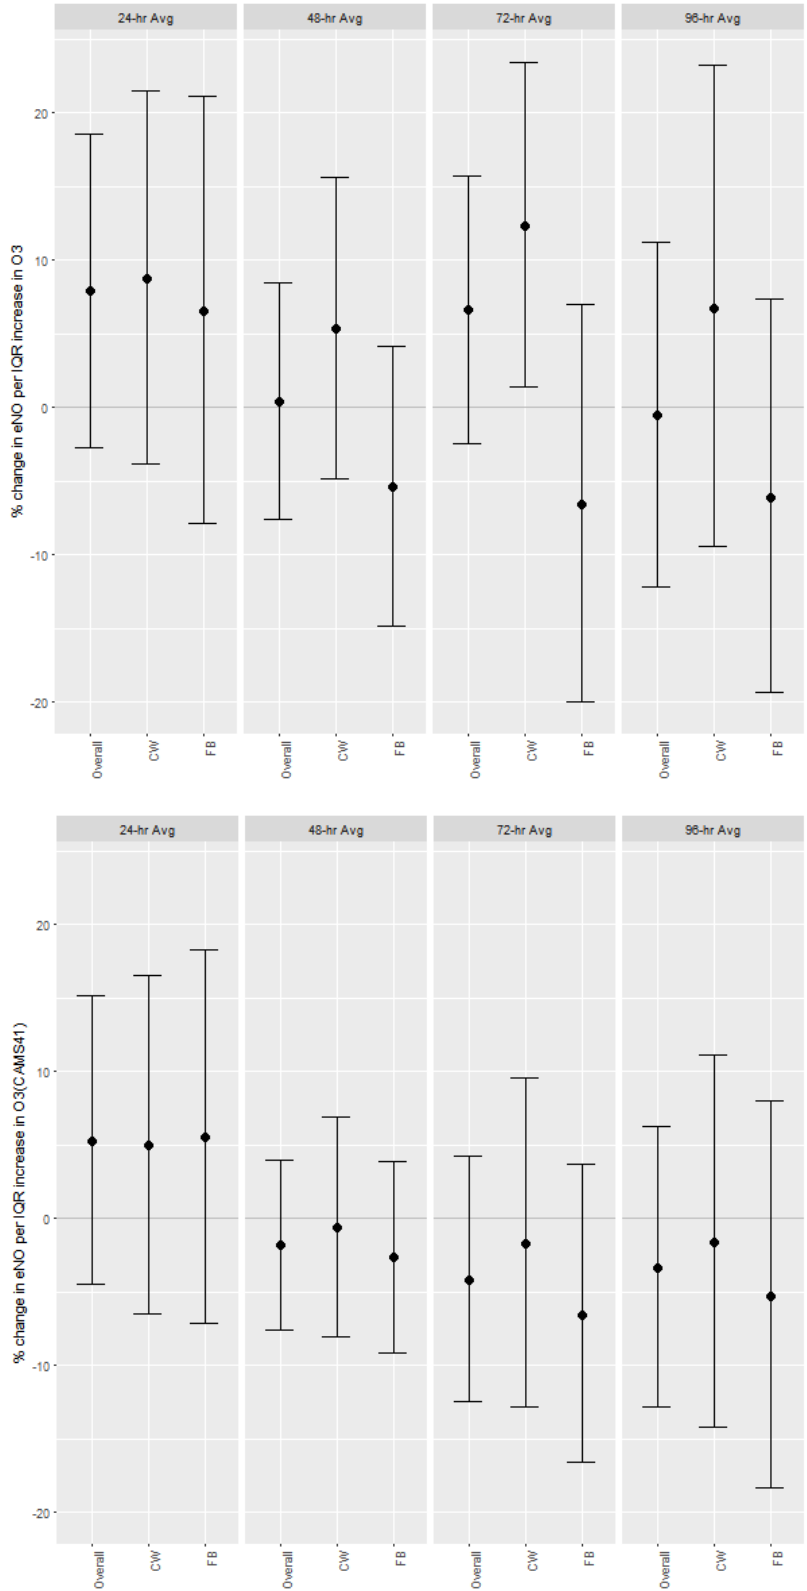 24-hr Avg 48-hr Avg 72-hr Avg 96-hr Avg
% change in eNO per IQR increase in O3
20
10
0
-10
-20
Overall CW FB Overall CW FB Overall CW FB Overall CW FB
24-hr Avg 48-hr Avg 72-hr Avg 96-hr Avg
% change in eNO per IQR increase in O3(CAMS41)
20
10
0
-10
-20
Overall CW FB Overall CW FB Overall CW FB Overall CW FB